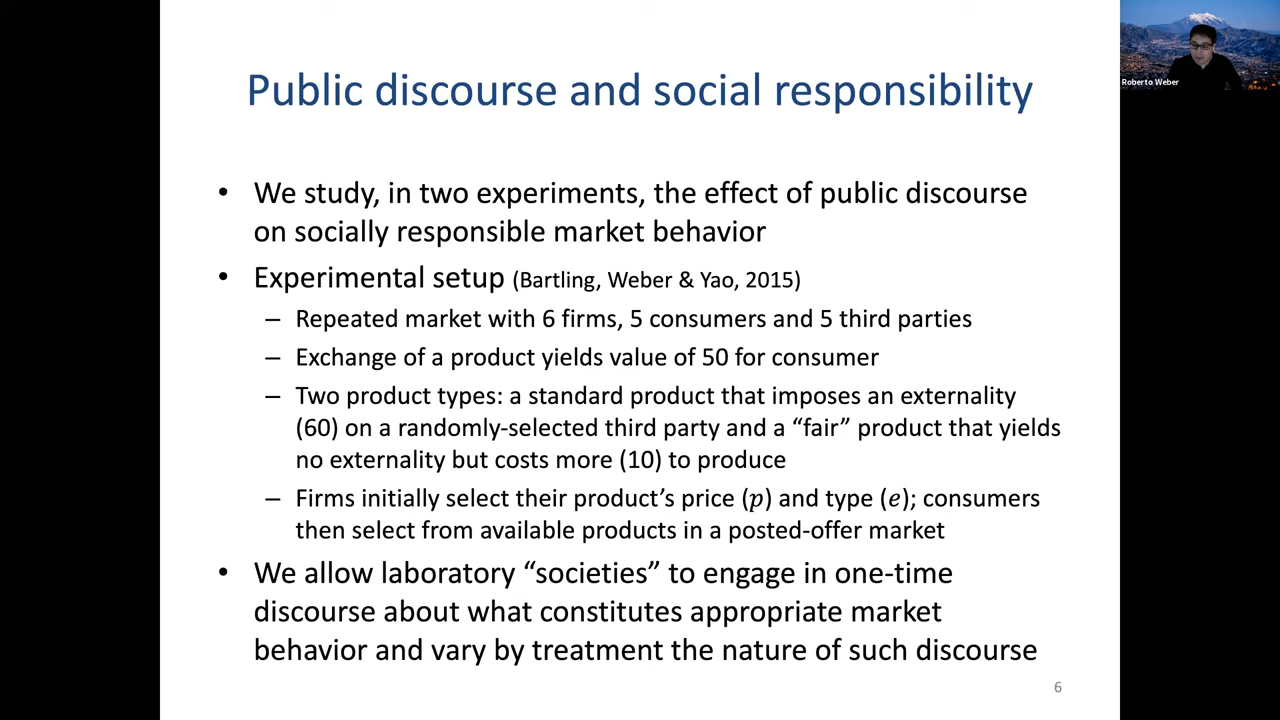 Public discourse and social responsibility
Roberto Weber
• We study, in two experiments, the effect of public discourse
on socially responsible market behavior
• Experimental setup (Bartling, Weber & Yao, 2015)
– Repeated market with 6 firms, 5 consumers and 5 third parties
– Exchange of a product yields value of 50 for consumer
– Two product types: a standard product that imposes an externality
(60) on a randomly-selected third party and a “fair” product that yields
no externality but costs more (10) to produce
– Firms initially select their product’s price (p) and type (e); consumers
then select from available products in a posted-offer market
• We allow laboratory “societies” to engage in one-time
discourse about what constitutes appropriate market
behavior and vary by treatment the nature of such discourse
6